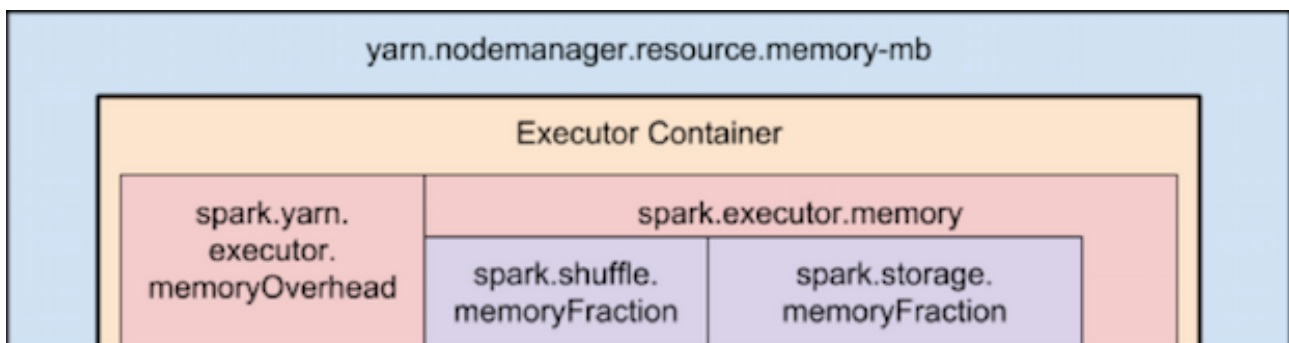 yarn.nodemanager.resource.memory-mb
Executor Container
spark.yarn.
executor.
memoryOverhead
spark.executor.memory
spark.shuffle.
memoryFraction
spark.storage.
memoryFraction